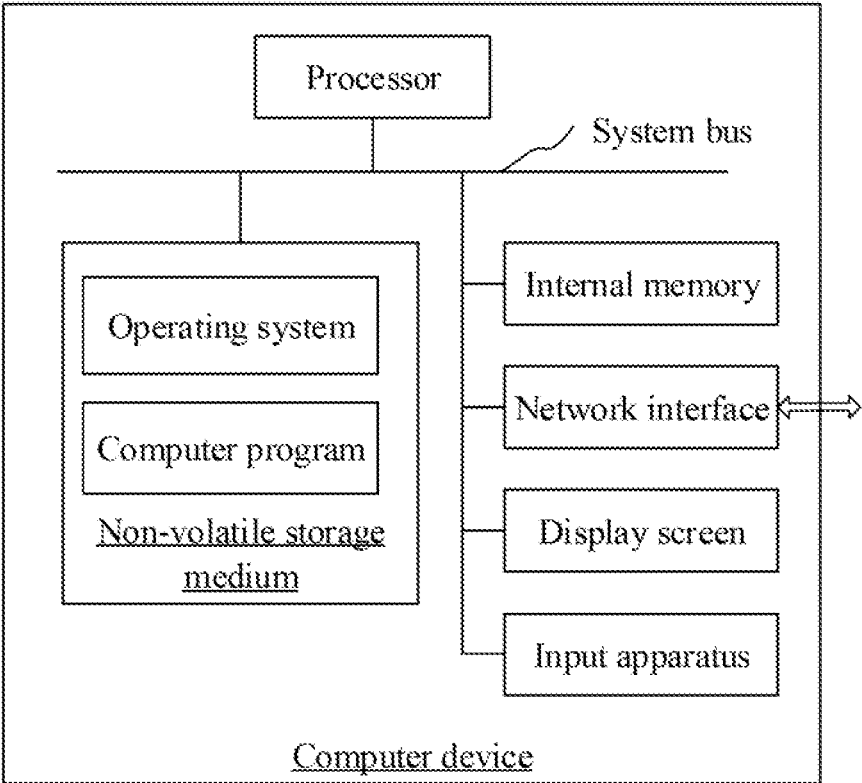 Processor
System bus
Operating system
Computer program
Non-volatile storage
medium
Internal memory
Network interface
Display screen
Input apparatus
Computer device